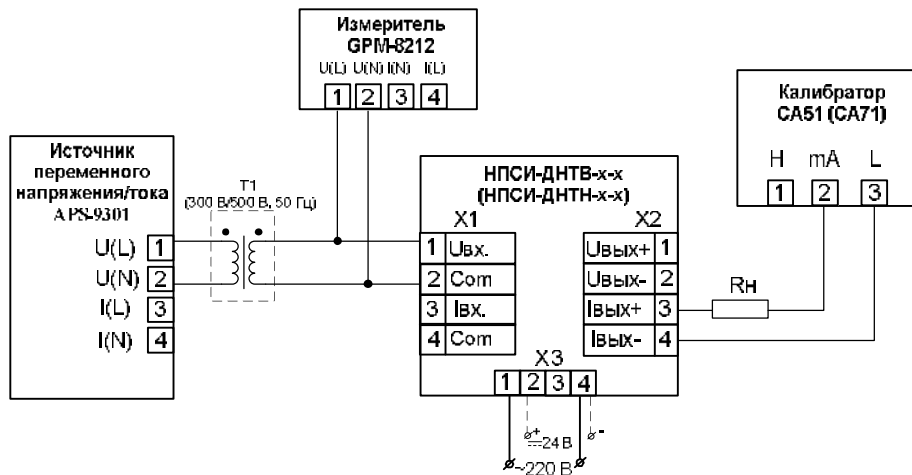 Измеритель
GPM-8212
U(L) U(N) I(N) I(L)
1 2 3 4
Калибратор
CA51 (CA71)
H mA L
1 2 3
Источник
переменного
напряжения/тока
APS-9301
U(L) 1
U(N) 2
I(L) 3
I(N) 4
T1
(300 В/500 В, 50 Гц)
НПСИ-ДНТВ-х-х
(НПСИ-ДНТН-х-х)
X1 X2
1 Uвх. Uвых+ 1
2 Com Uвых- 2
3 Iвх. Iвых+ 3
4 Com Iвых- 4
Rн
X3
1 2 3 4
+ 24 В -
~220 В